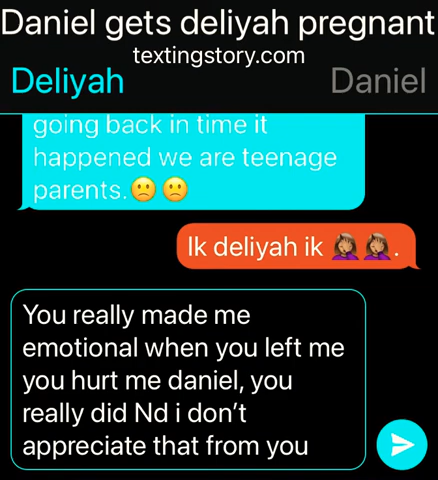 Daniel gets deliyah pregnant
textingstory.com
Deliyah Daniel
going back in time it
happened we are teenage
parents.🙁 🙁
Ik deliyah ik 🤦🏽‍♀️🤦🏽‍♀️.
You really made me
emotional when you left me
you hurt me daniel, you
really did Nd i don't
appreciate that from you